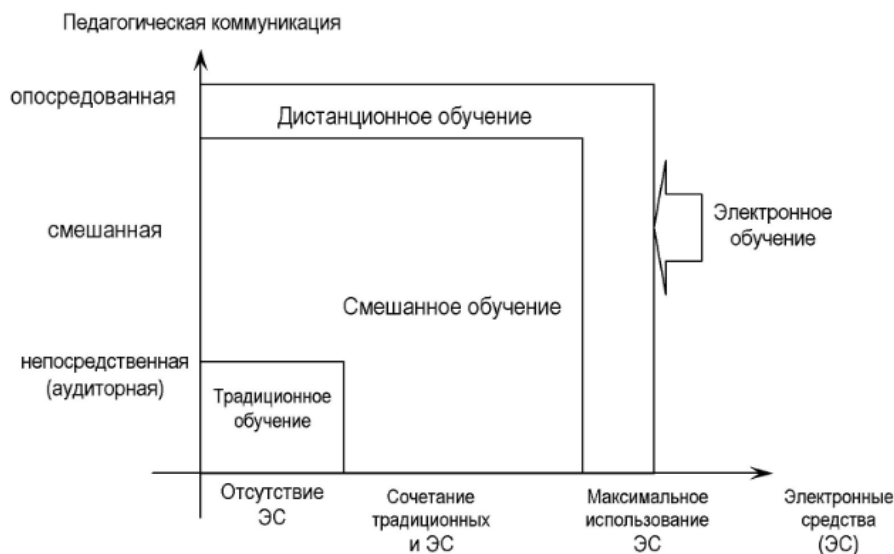 Педагогическая коммуникация
опосредованная
Дистанционное обучение
смешанная
Электронное
обучение
Смешанное обучение
непосредственная
(аудиторная)
Традиционное
обучение
Отсутствие
ЭС
Сочетание
традиционных
и ЭС
Максимальное
использование
ЭС
Электронные
средства
(ЭС)